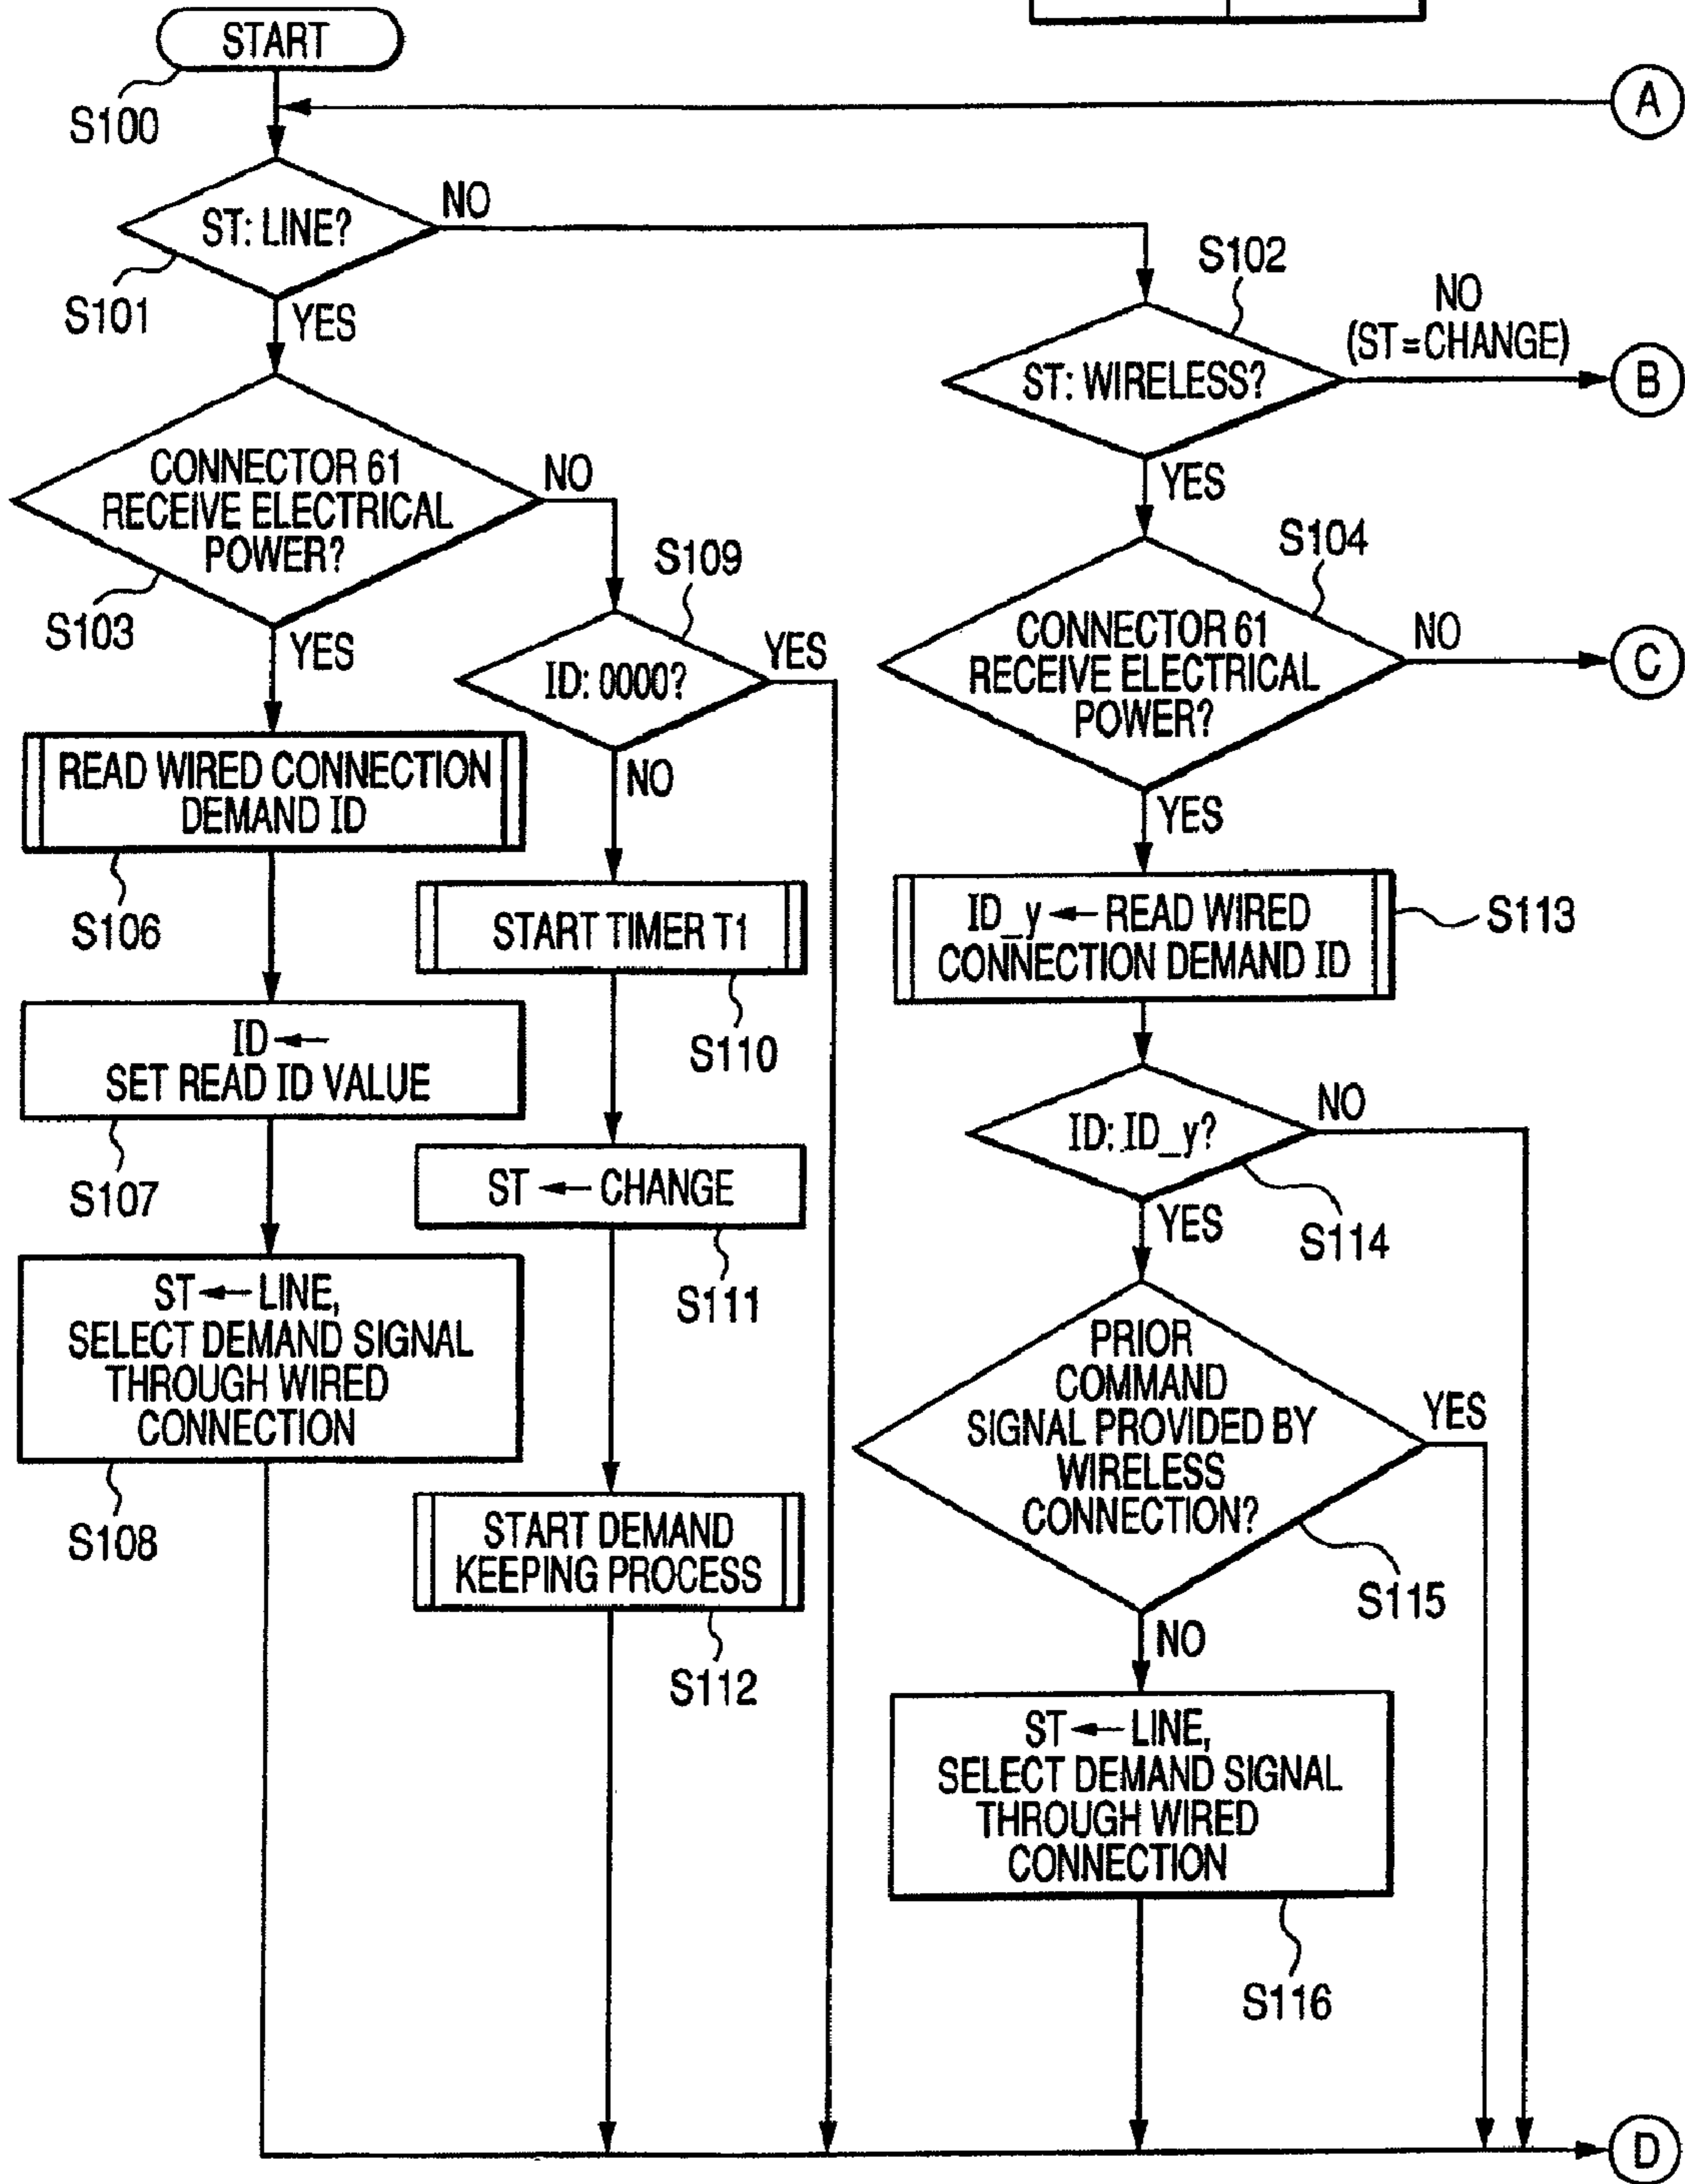 START
S100
A
ST: LINE?
NO
S101
YES
S102
ST: WIRELESS?
NO
(ST=CHANGE)
B
YES
CONNECTOR 61
RECEIVE ELECTRICAL
POWER?
NO
S103
YES
S109
ID: 0000?
YES
NO
S104
CONNECTOR 61
RECEIVE ELECTRICAL
POWER?
NO
C
YES
READ WIRED CONNECTION
DEMAND ID
S106
START TIMER T1
S110
ID_y ← READ WIRED
CONNECTION DEMAND ID
S113
ID ←
SET READ ID VALUE
S107
ST ← CHANGE
S111
ID: ID_y?
NO
S114
YES
ST ← LINE,
SELECT DEMAND SIGNAL
THROUGH WIRED
CONNECTION
S108
START DEMAND
KEEPING PROCESS
S112
PRIOR
COMMAND
SIGNAL PROVIDED BY
WIRELESS
CONNECTION?
YES
S115
NO
ST ← LINE,
SELECT DEMAND SIGNAL
THROUGH WIRED
CONNECTION
S116
D